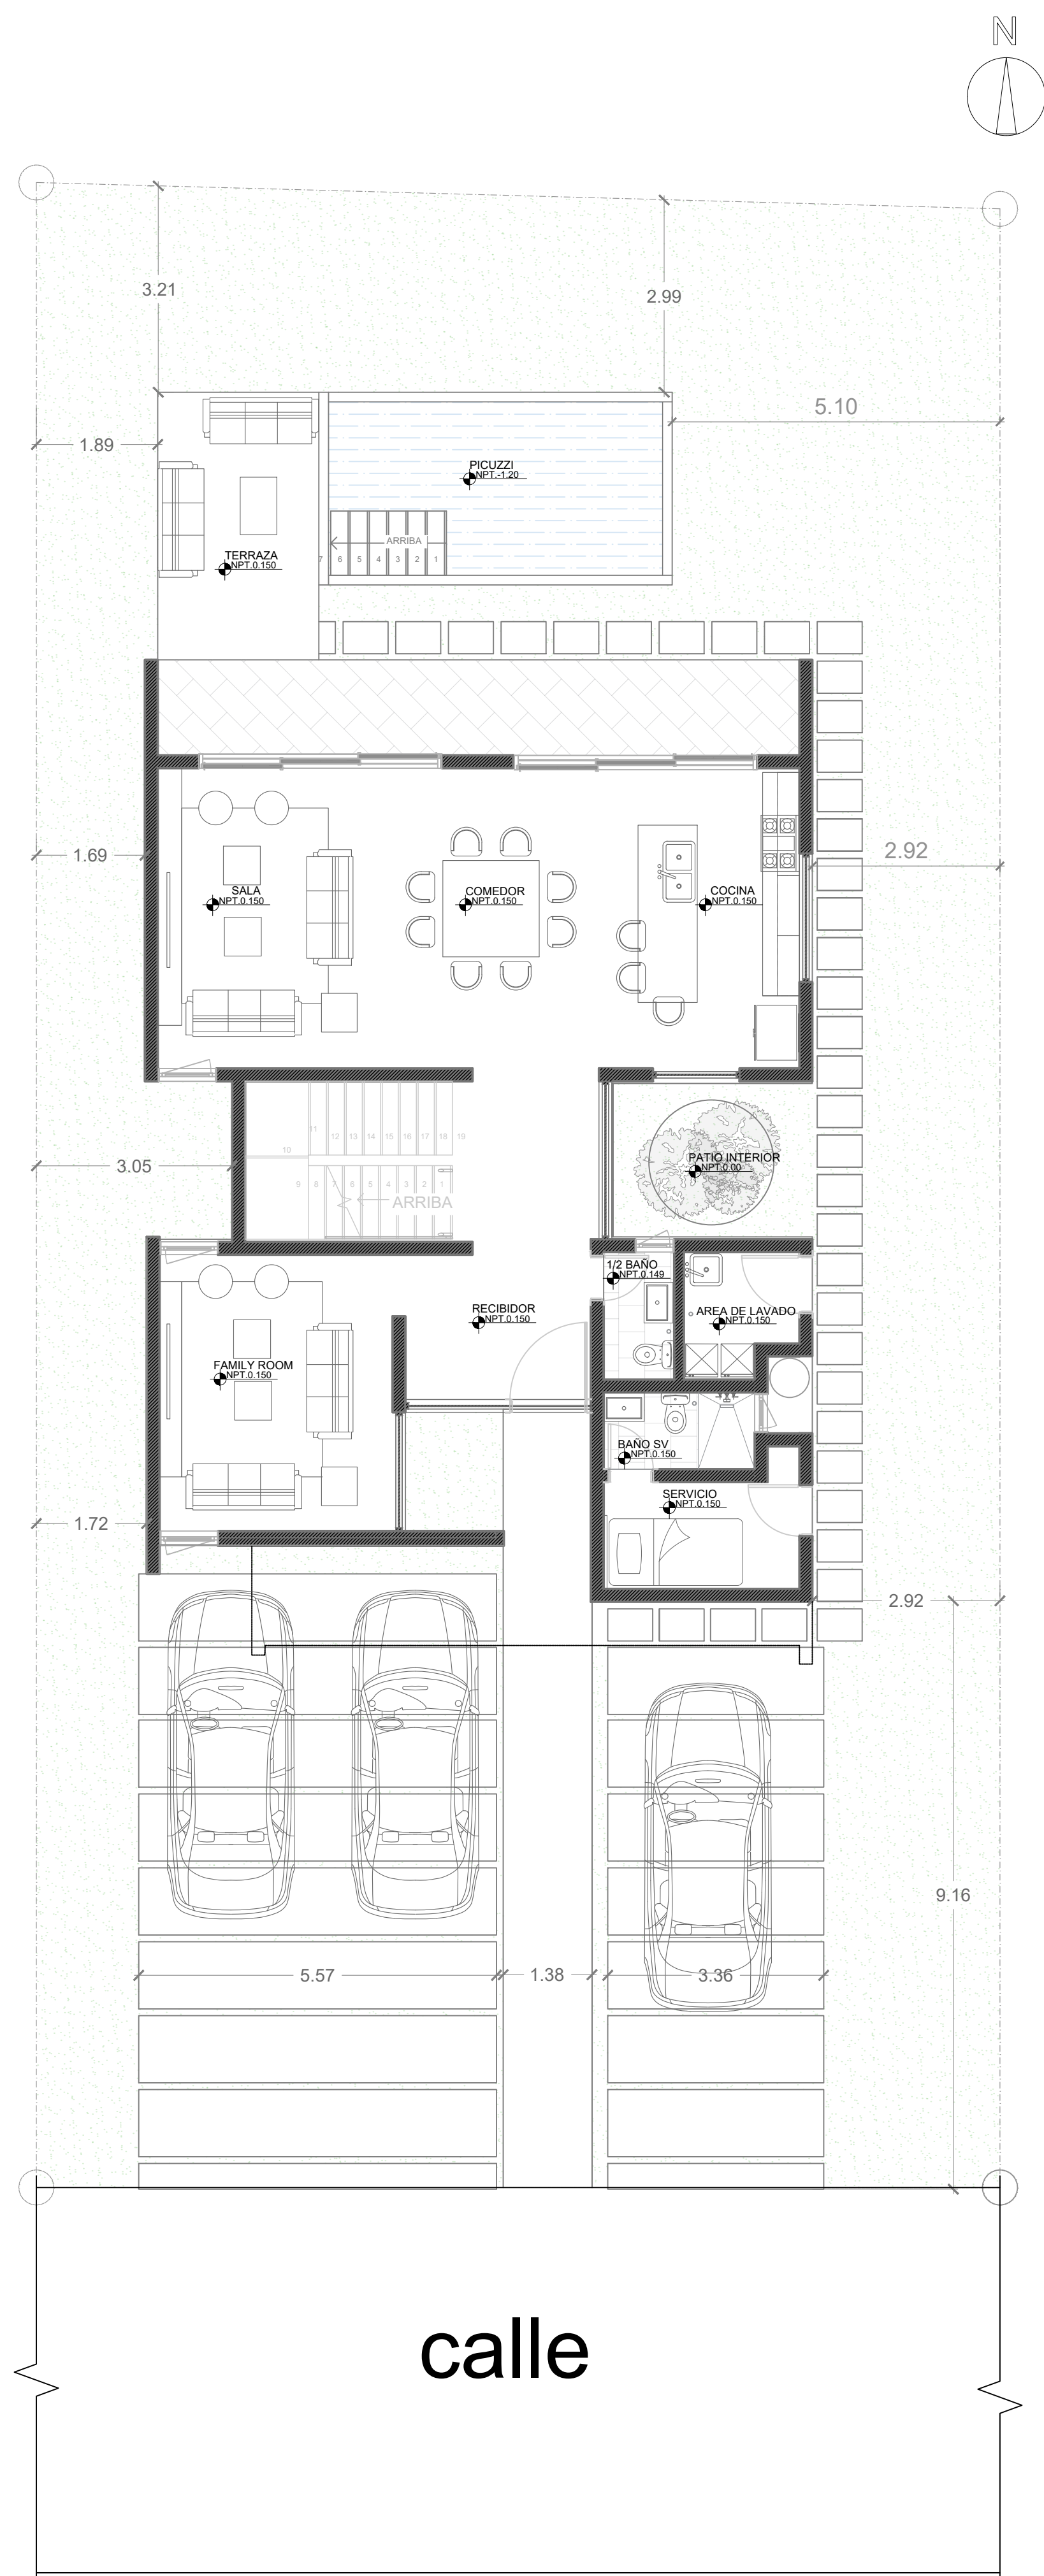 N
3.21
2.99
5.10
1.89
PICUZZI
NPT.-1.20
ARRIBA
7 6 5 4 3 2 1
TERRAZA
NPT.0.150
1.69
2.92
SALA
NPT.0.150
COMEDOR
NPT.0.150
COCINA
NPT.0.150
11 12 13 14 15 16 17 18 19
10
3.05
PATIO INTERIOR
NPT.0.00
9 8 7 6 5 4 3 2 1
ARRIBA
1/2 BAÑO
NPT.0.149
RECIBIDOR
NPT.0.150
AREA DE LAVADO
NPT.0.150
FAMILY ROOM
NPT.0.150
BAÑO SV
NPT.0.150
SERVICIO
NPT.0.150
1.72
2.92
9.16
5.57
1.38
3.36
calle